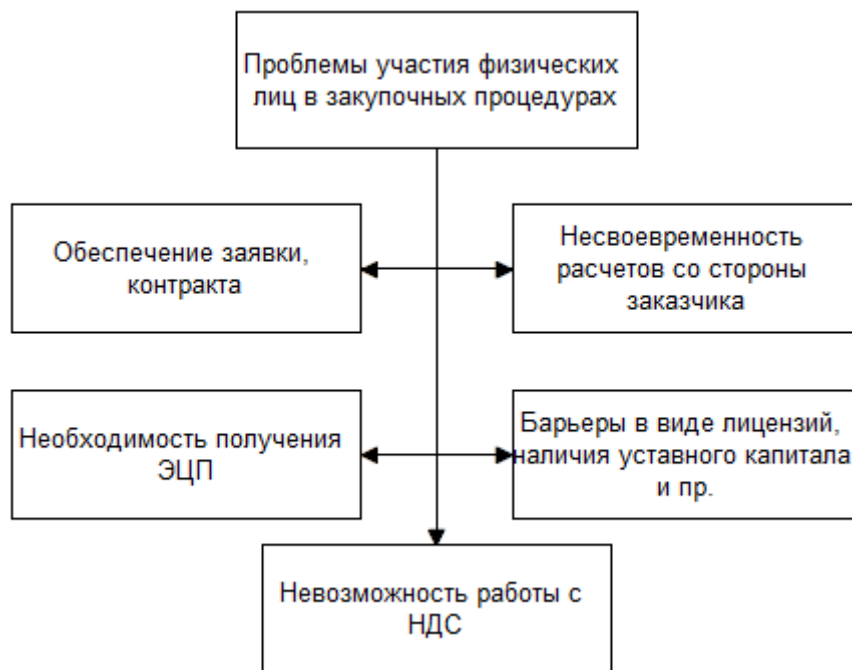 Проблемы участия физических
лиц в закупочных процедурах
Обеспечение заявки,
контракта
Несвоевременность
расчетов со стороны
заказчика
Необходимость получения
ЭЦП
Барьеры в виде лицензий,
наличия уставного капитала
и пр.
Невозможность работы с
НДС